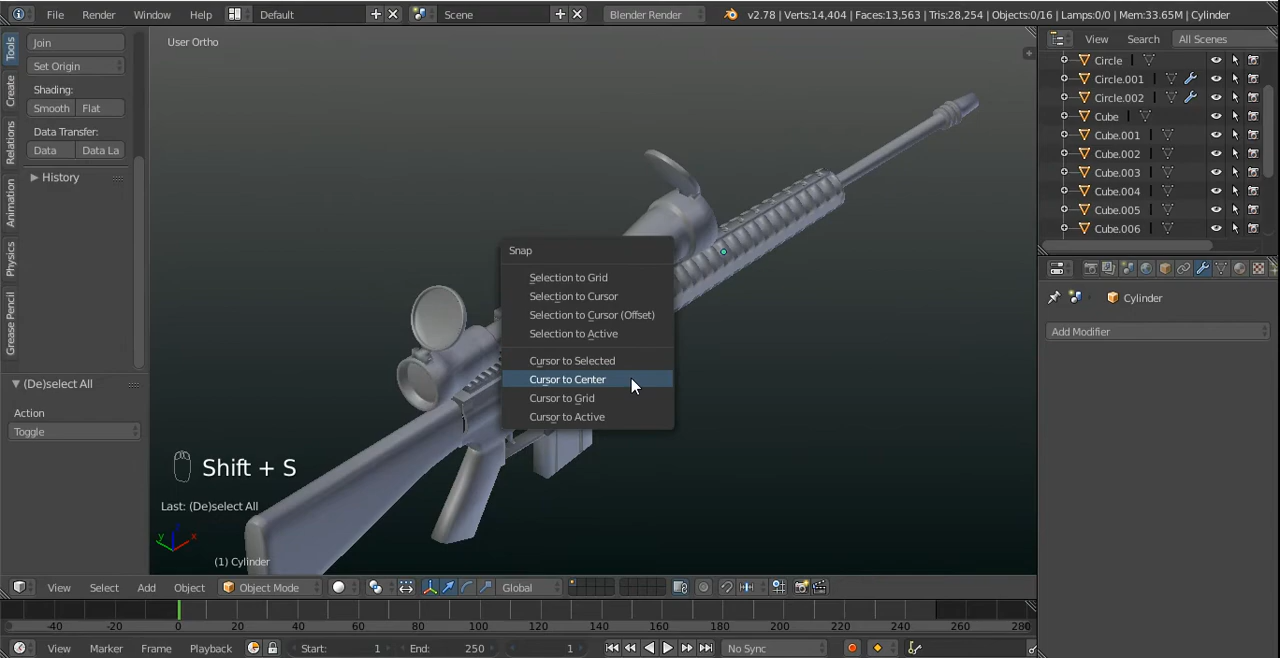 File Render Window Help Default Scene Blender Render v2.78 | Verts:14,404 | Faces:13,563 | Tris:28,254 | Objects:0/16 | Lamps:0/0 | Mem:33.65M | Cylinder
Tools
Create
Relations
Animation
Physics
Grease Pencil
Join
Set Origin
Shading:
Smooth Flat
Data Transfer:
Data Data La
History
(De)select All
Action
Toggle
User Ortho
Snap
Selection to Grid
Selection to Cursor
Selection to Cursor (Offset)
Selection to Active
Cursor to Selected
Cursor to Center
Cursor to Grid
Cursor to Active
Shift + S
Last: (De)select All
z
y x
(1) Cylinder
View Search All Scenes
Circle
Circle.001
Circle.002
Cube
Cube.001
Cube.002
Cube.003
Cube.004
Cube.005
Cube.006
Cylinder
Add Modifier
View Select Add Object Object Mode Global
-40 -20 0 20 40 60 80 100 120 140 160 180 200 220 240 260 280
View Marker Frame Playback Start: 1 End: 250 1 No Sync